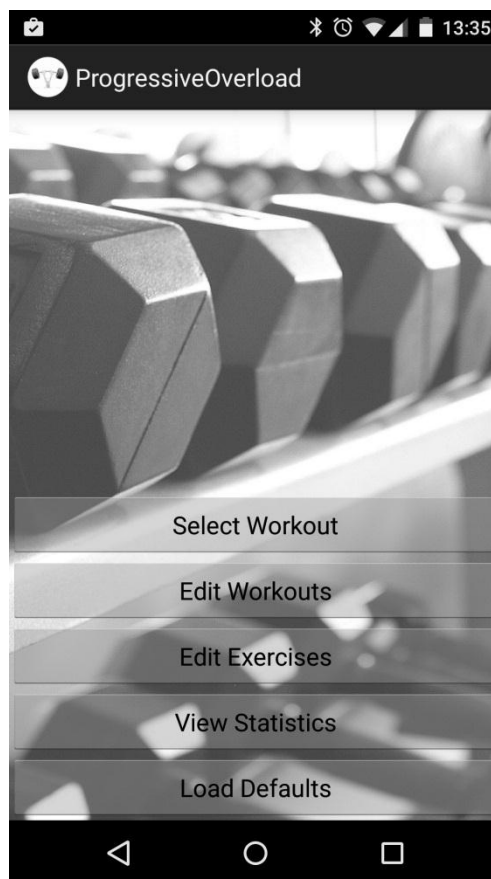 13:35
ProgressiveOverload
Select Workout
Edit Workouts
Edit Exercises
View Statistics
Load Defaults